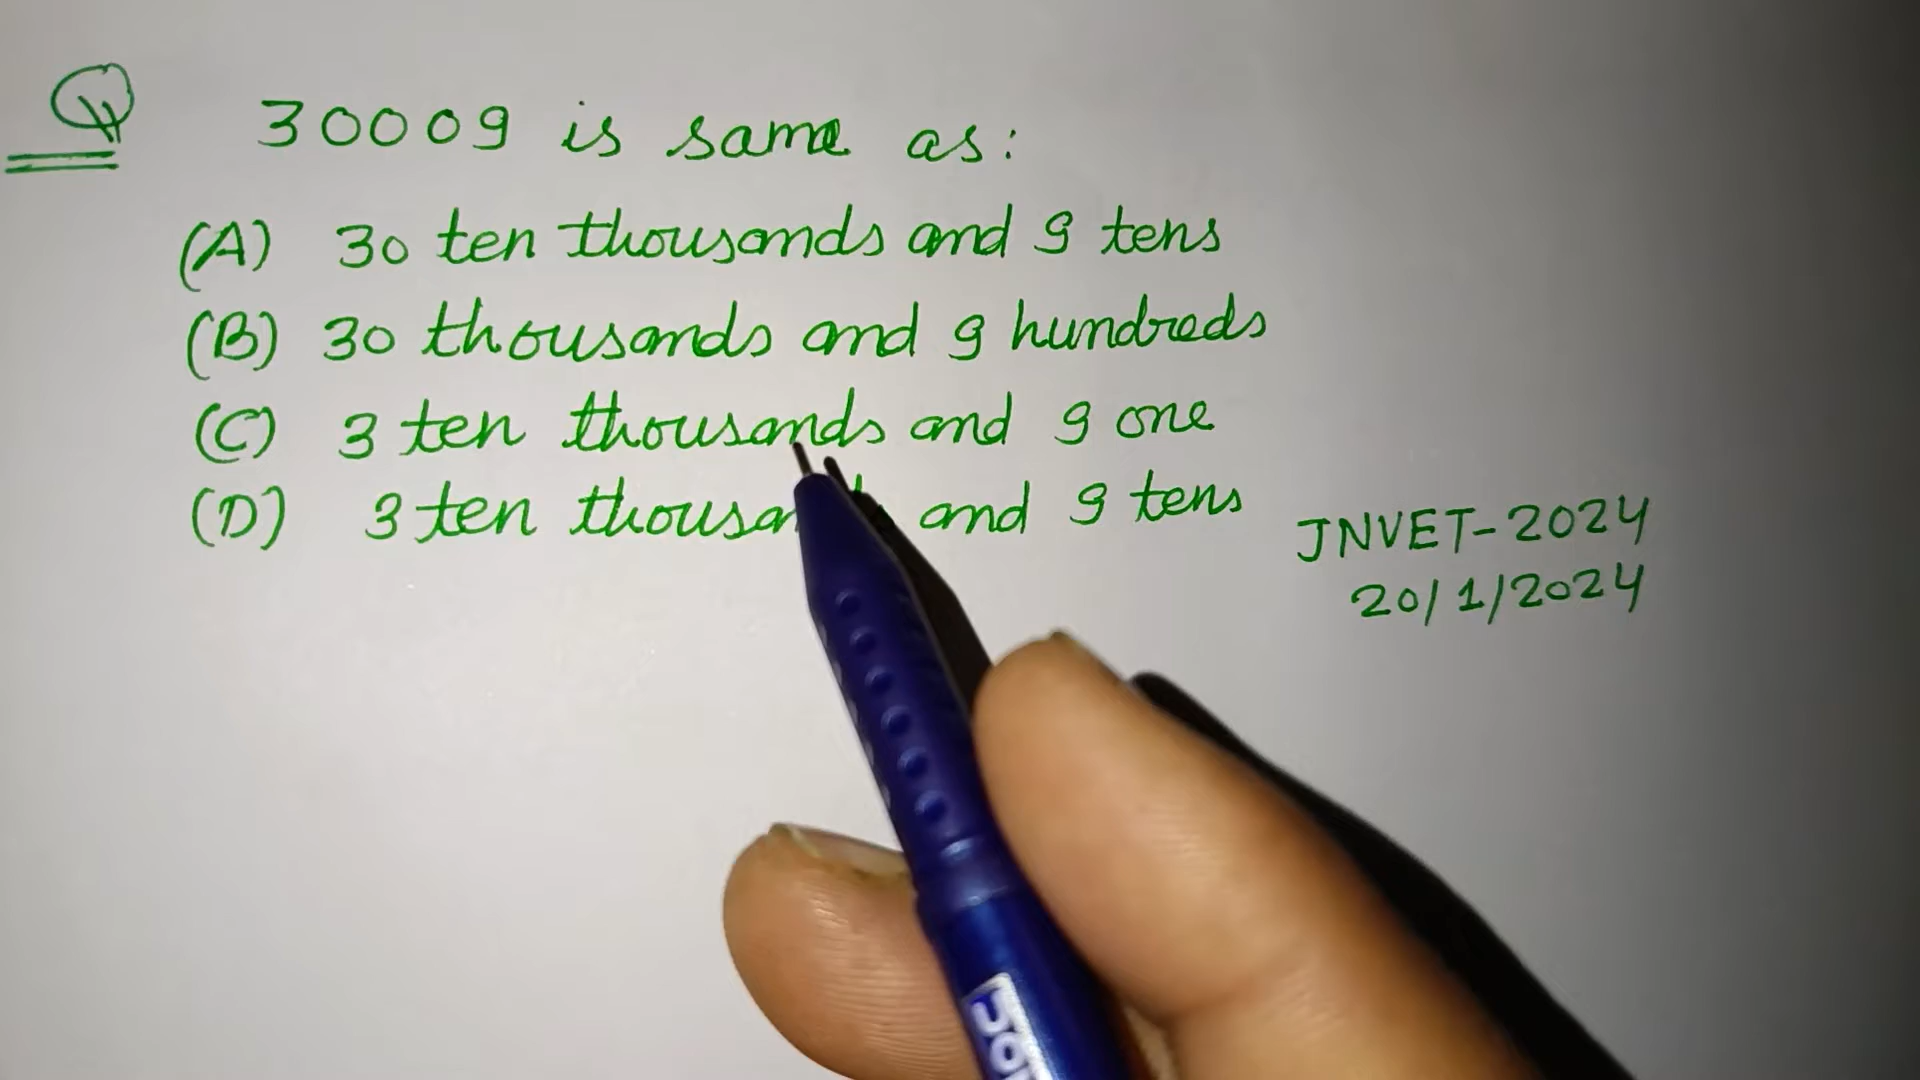 Q 30009 is same as:
(A) 30 ten thousands and 9 tens
(B) 30 thousands and 9 hundreds
(C) 3 ten thousands and 9 one
(D) 3 ten and 9 tens
JNVET-2024
20/1/2024